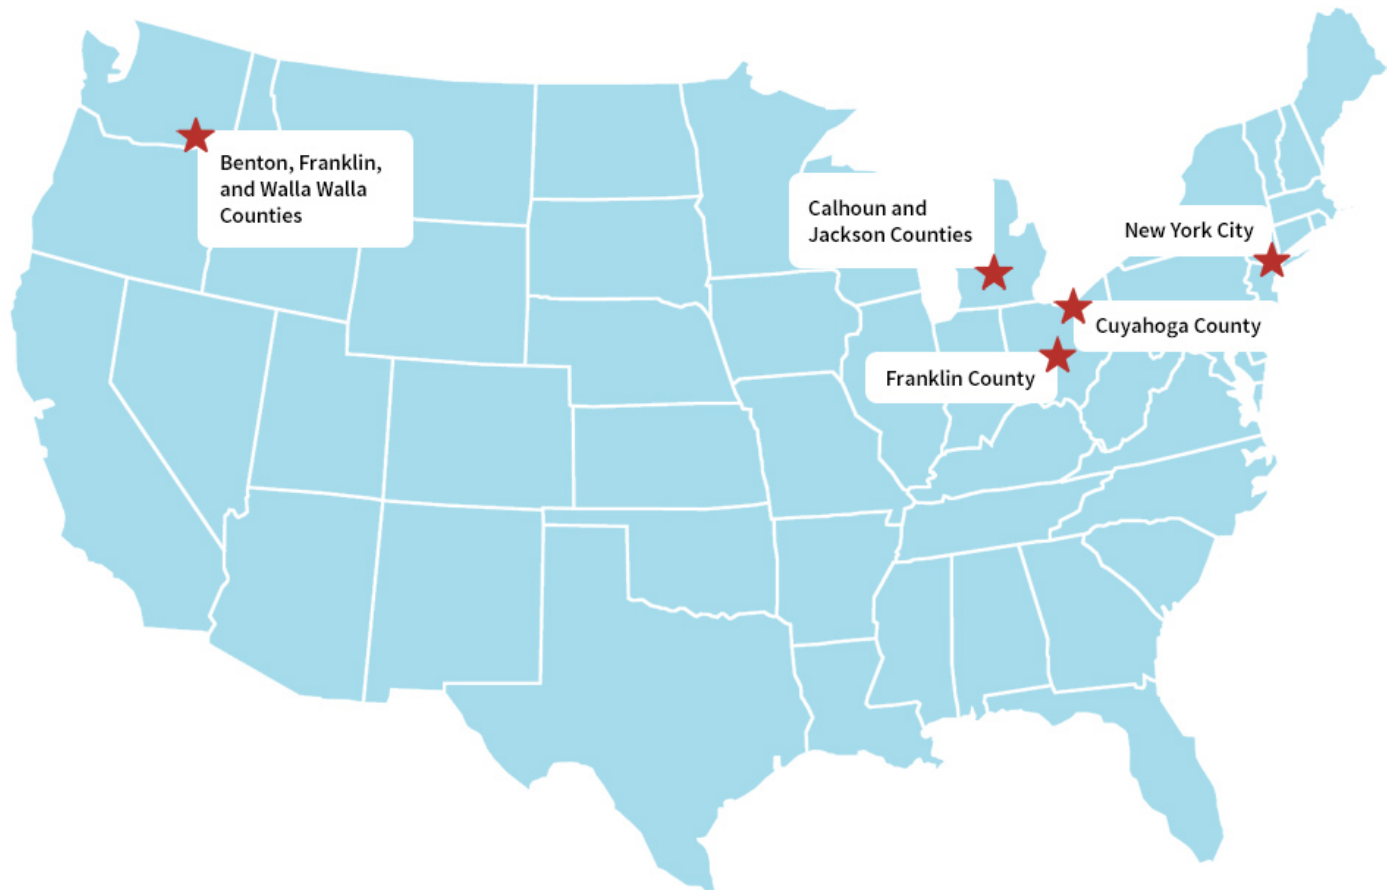 Benton, Franklin,
and Walla Walla
Counties
Calhoun and
Jackson Counties
New York City
Cuyahoga County
Franklin County